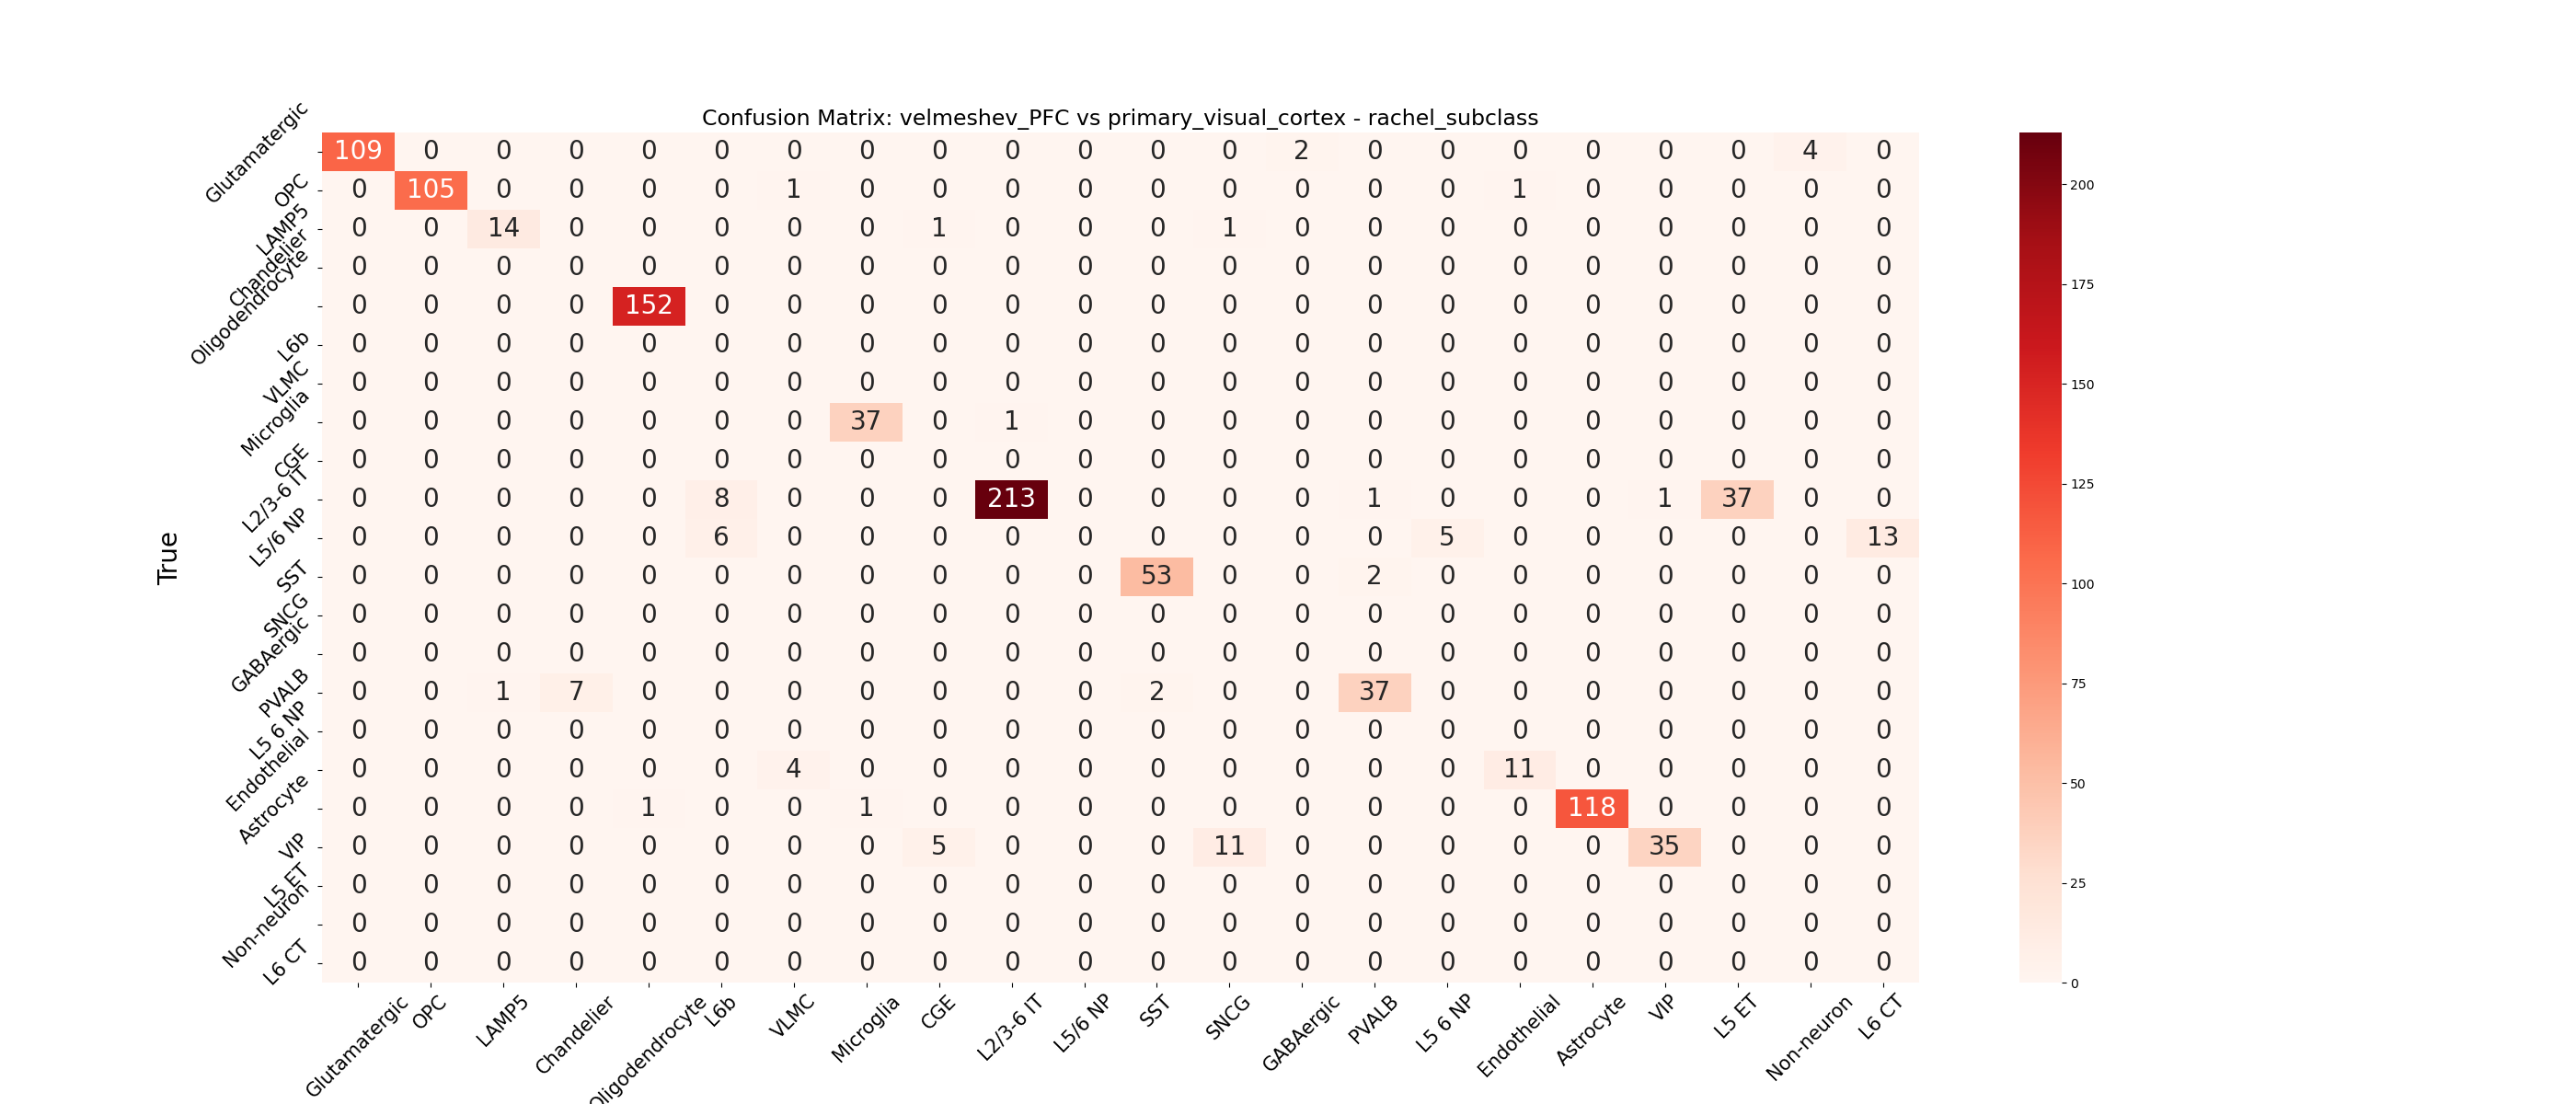 Confusion Matrix: velmeshev_PFC vs primary_visual_cortex - rachel_subclass
True
Glutamatergic 109 0 0 0 0 0 0 0 0 0 0 0 0 2 0 0 0 0 0 0 4 0
OPC 0 105 0 0 0 0 1 0 0 0 0 0 0 0 0 0 1 0 0 0 0 0
LAMP5 0 0 14 0 0 0 0 0 1 0 0 0 1 0 0 0 0 0 0 0 0 0
Chandelier 0 0 0 0 0 0 0 0 0 0 0 0 0 0 0 0 0 0 0 0 0 0
Oligodendrocyte 0 0 0 0 152 0 0 0 0 0 0 0 0 0 0 0 0 0 0 0 0 0
L6b 0 0 0 0 0 0 0 0 0 0 0 0 0 0 0 0 0 0 0 0 0 0
VLMC 0 0 0 0 0 0 0 0 0 0 0 0 0 0 0 0 0 0 0 0 0 0
Microglia 0 0 0 0 0 0 0 37 0 1 0 0 0 0 0 0 0 0 0 0 0 0
CGE 0 0 0 0 0 0 0 0 0 0 0 0 0 0 0 0 0 0 0 0 0 0
L2/3-6 IT 0 0 0 0 0 8 0 0 0 213 0 0 0 0 1 0 0 0 1 37 0 0
L5/6 NP 0 0 0 0 0 6 0 0 0 0 0 0 0 0 0 5 0 0 0 0 0 13
SST 0 0 0 0 0 0 0 0 0 0 0 53 0 0 2 0 0 0 0 0 0 0
SNCG 0 0 0 0 0 0 0 0 0 0 0 0 0 0 0 0 0 0 0 0 0 0
GABAergic 0 0 0 0 0 0 0 0 0 0 0 0 0 0 0 0 0 0 0 0 0 0
PVALB 0 0 1 7 0 0 0 0 0 0 0 2 0 0 37 0 0 0 0 0 0 0
L5 6 NP 0 0 0 0 0 0 0 0 0 0 0 0 0 0 0 0 0 0 0 0 0 0
Endothelial 0 0 0 0 0 0 4 0 0 0 0 0 0 0 0 0 11 0 0 0 0 0
Astrocyte 0 0 0 0 1 0 0 1 0 0 0 0 0 0 0 0 0 118 0 0 0 0
VIP 0 0 0 0 0 0 0 0 5 0 0 0 11 0 0 0 0 0 35 0 0 0
L5 ET 0 0 0 0 0 0 0 0 0 0 0 0 0 0 0 0 0 0 0 0 0 0
Non-neuron 0 0 0 0 0 0 0 0 0 0 0 0 0 0 0 0 0 0 0 0 0 0
L6 CT 0 0 0 0 0 0 0 0 0 0 0 0 0 0 0 0 0 0 0 0 0 0
Glutamatergic OPC LAMP5 Chandelier Oligodendrocyte L6b VLMC Microglia CGE L2/3-6 IT L5/6 NP SST SNCG GABAergic PVALB L5 6 NP Endothelial Astrocyte VIP L5 ET Non-neuron L6 CT
200
175
150
125
100
75
50
25
0